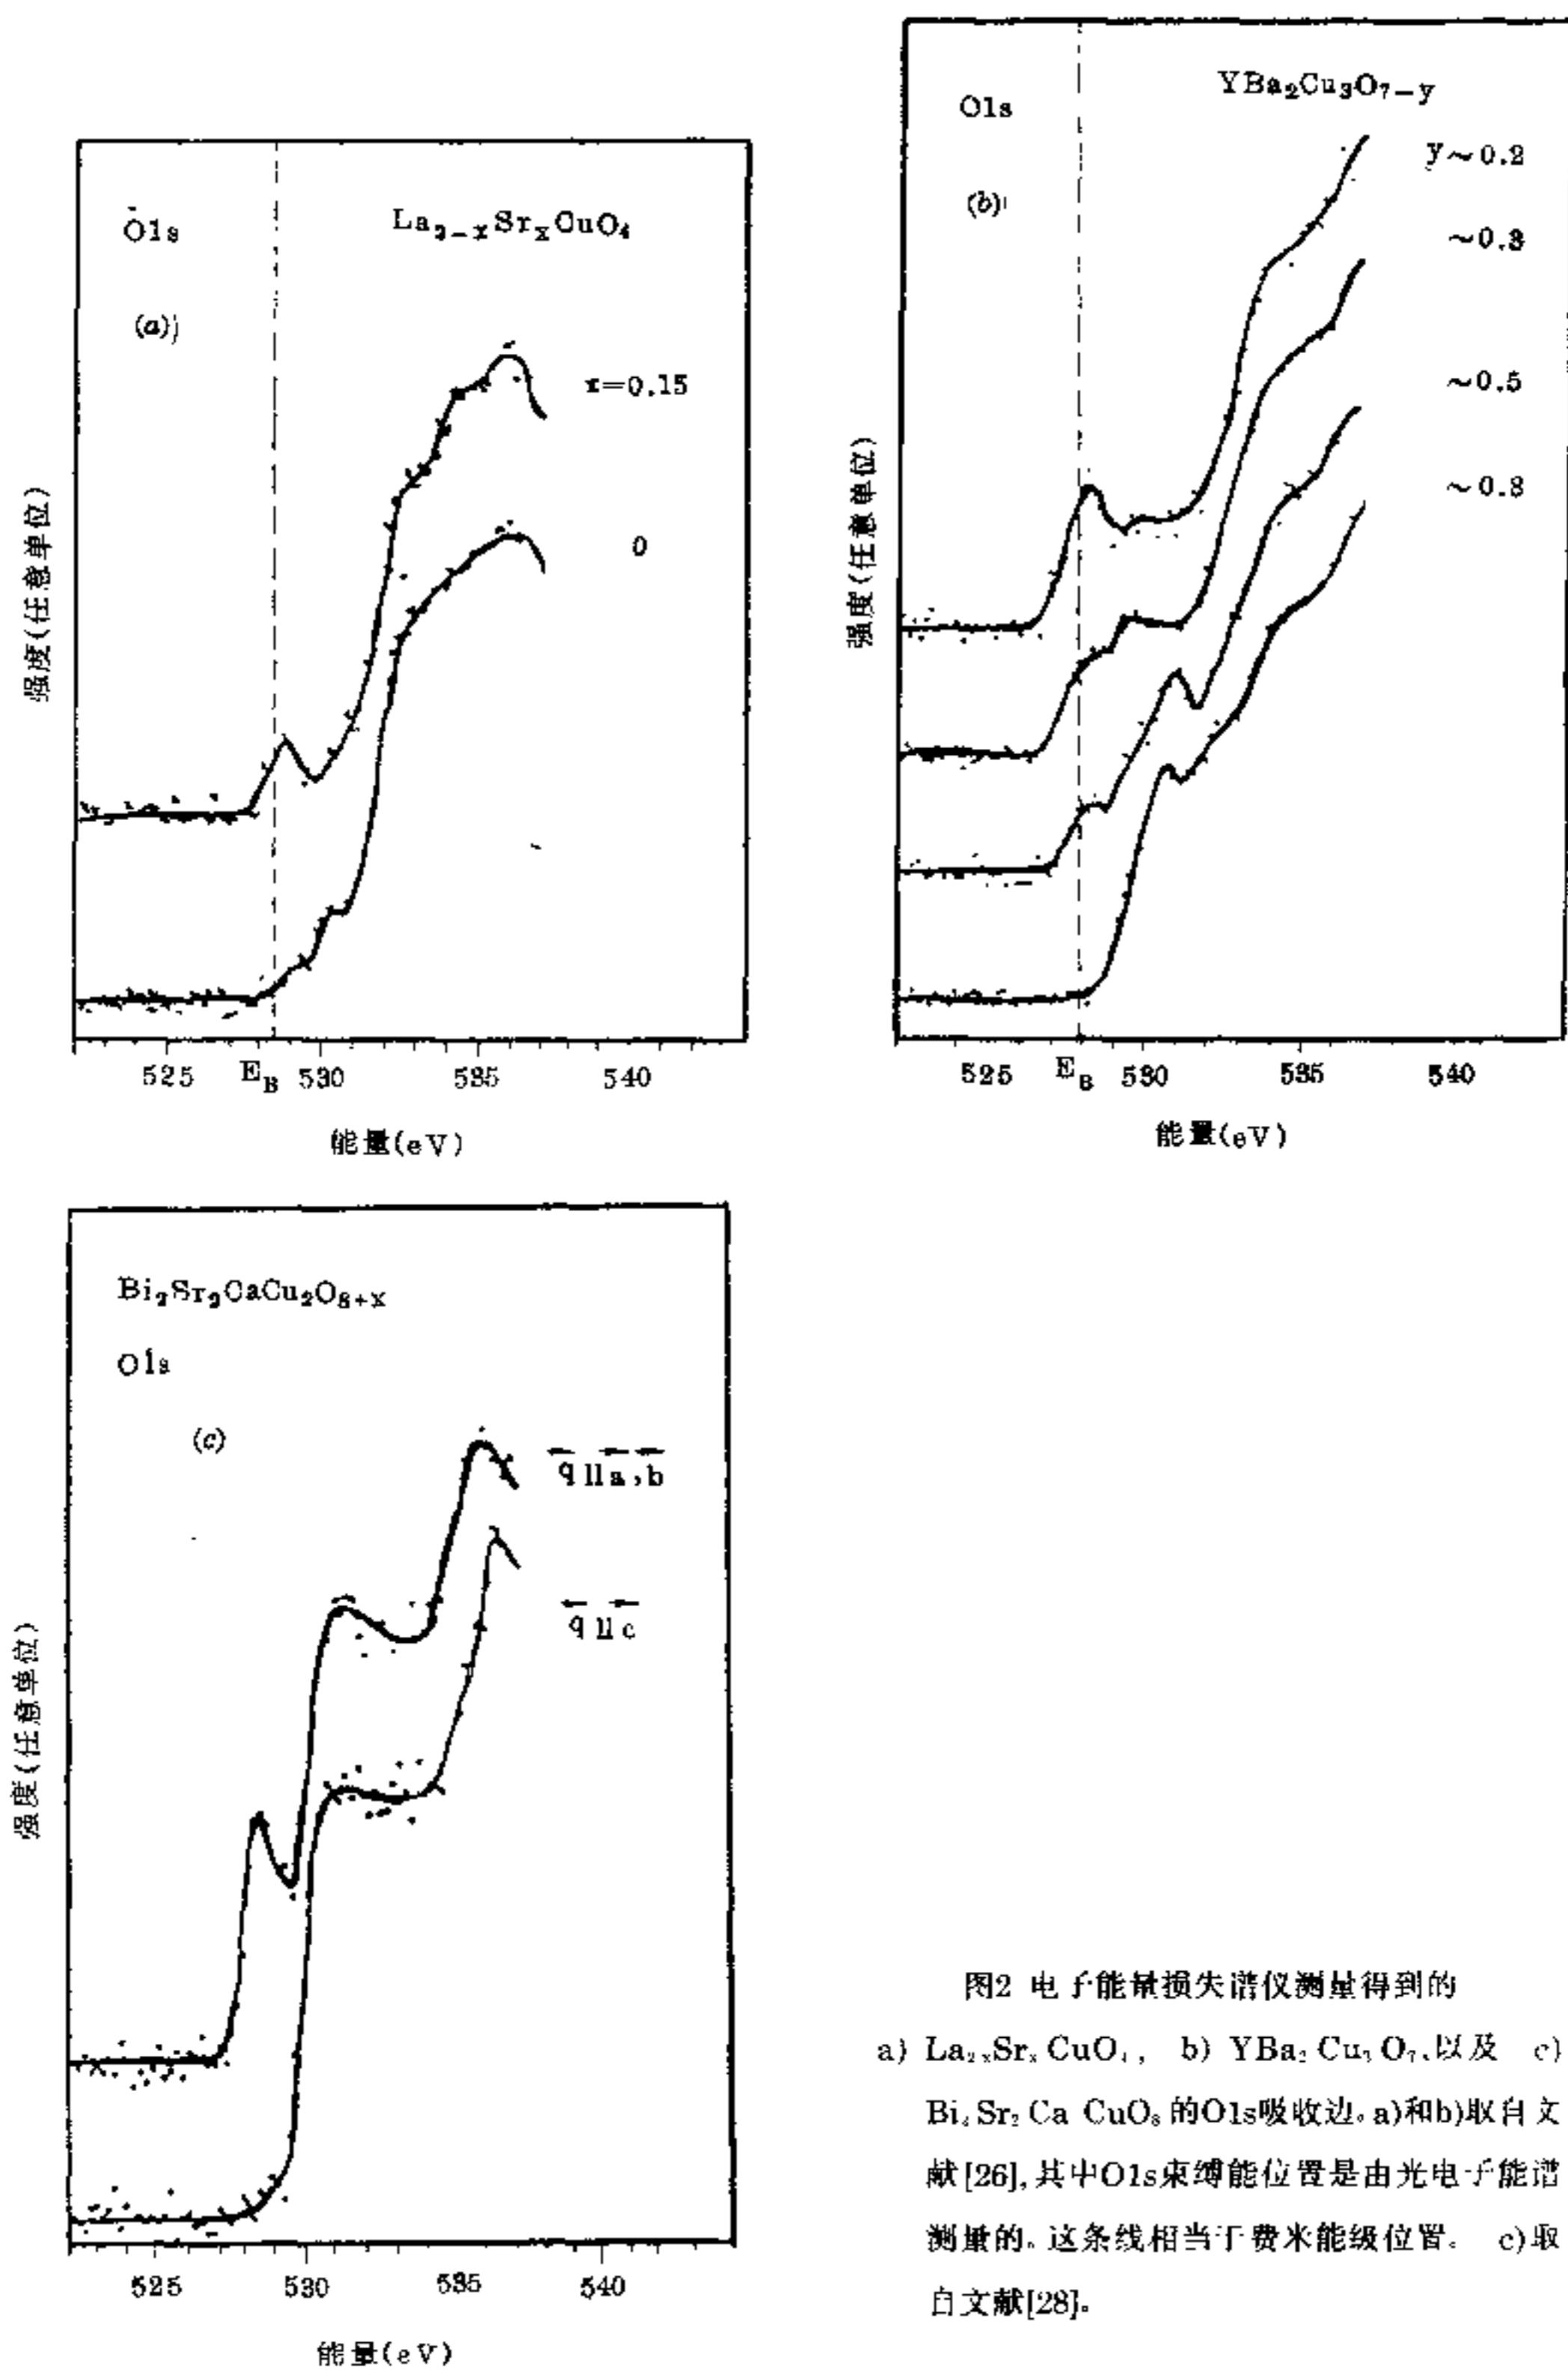 O1s
La₂₋ₓSrₓCuO₄
(a)
x=0.15
0
强度(任意单位)
525 E_B 530 535 540
能量(eV)
O1s
YBa₂Cu₃O₇₋y
(b)
y~0.2
~0.3
~0.5
~0.8
强度(任意单位)
525 E_B 530 535 540
能量(eV)
Bi₂Sr₂CaCu₂O₈₊ₓ
O1s
(c)
q||a,b
q||c
强度(任意单位)
525 530 535 540
能量(eV)
图2 电子能量损失谱仪测量得到的
a) La₂₋ₓSrₓCuO₄, b) YBa₂Cu₃O₇,以及 c)
Bi₂Sr₂CaCuO₈的O1s吸收边。a)和b)取自文
献[26],其中O1s束缚能位置是由光电子能谱
测量的。这条线相当于费米能级位置。 c)取
自文献[28]。